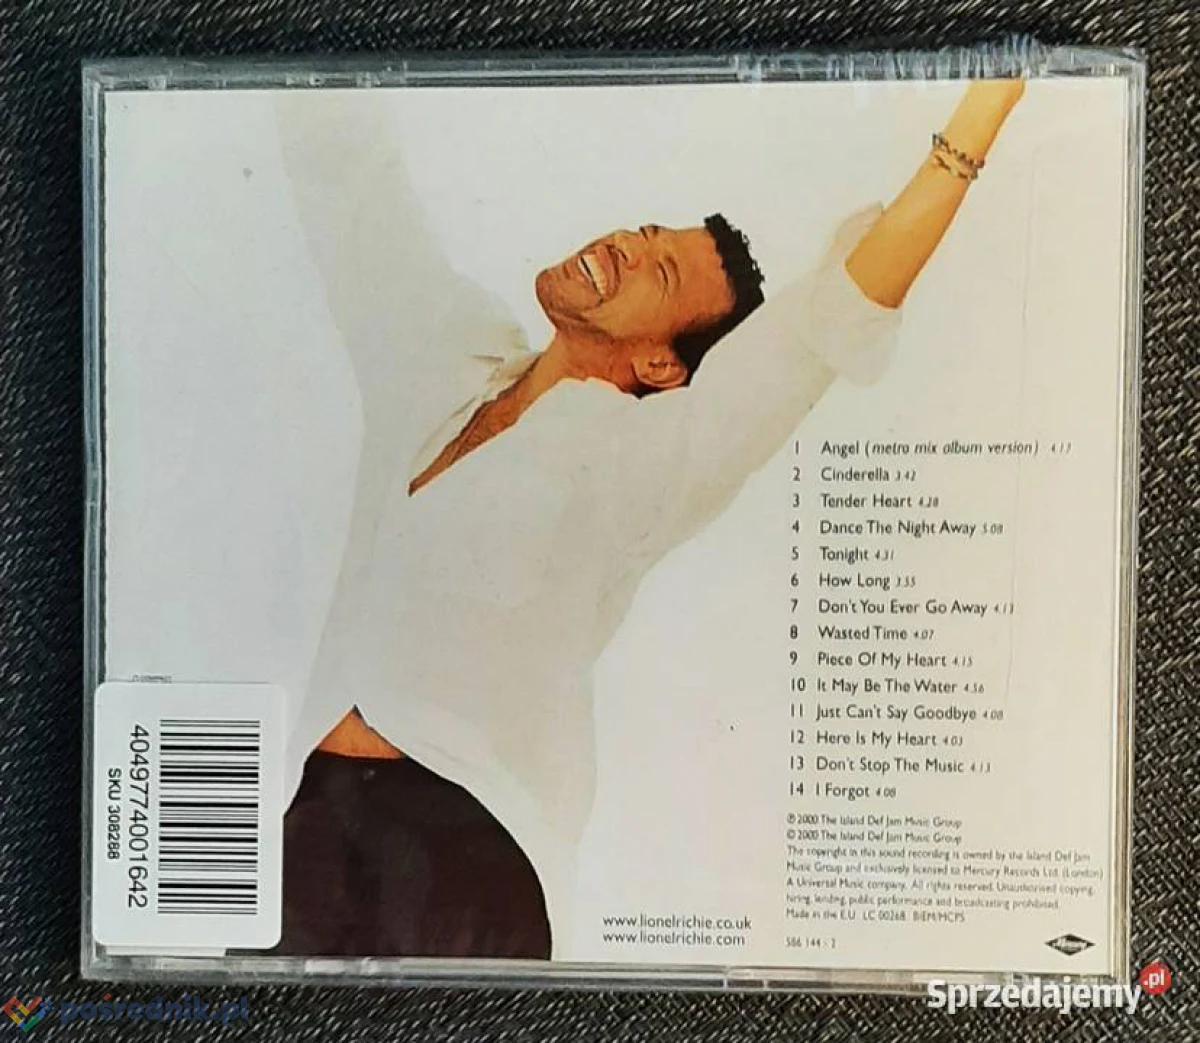 1 Angel (metro mix album version) 4.17
2 Cinderella 3.42
3 Tender Heart 4.28
4 Dance The Night Away 5.08
5 Tonight 4.31
6 How Long 3.55
7 Don't You Ever Go Away 4.13
8 Wasted Time 4.07
9 Piece Of My Heart 4.15
10 It May Be The Water 4.56
11 Just Can't Say Goodbye 4.08
12 Here Is My Heart 4.03
13 Don't Stop The Music 4.13
14 I Forgot 4.08
℗ 2000 The Island Def Jam Music Group
© 2000 The Island Def Jam Music Group
The copyright in this sound recording is owned by the Island Def Jam
Music Group and exclusively licensed to Mercury Records Ltd. (London)
A Universal Music company. All rights reserved. Unauthorised copying,
hiring, lending, public performance and broadcasting prohibited.
Made in the E.U. LC 00268 BIEM/MCPS
586 144-2
www.lionelrichie.co.uk
www.lionelrichie.com
4049774001642
SKU 308288
pośrednik.pl
Sprzedajemy.pl